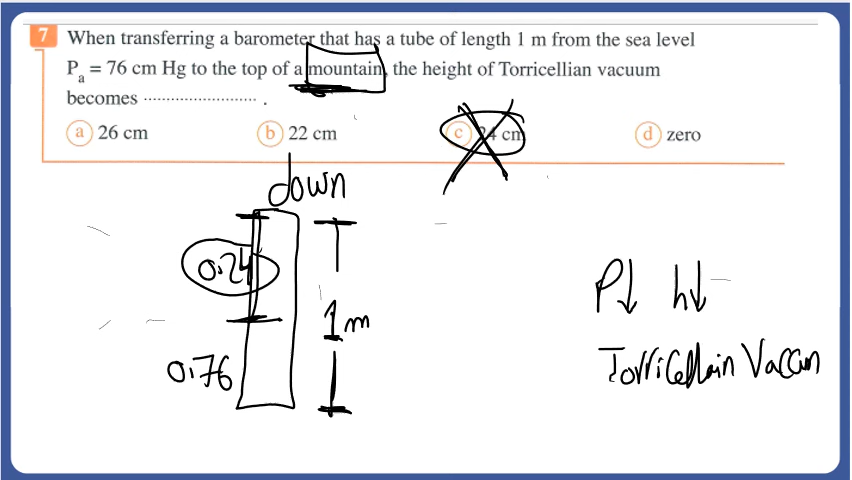 7 When transferring a barometer that has a tube of length 1 m from the sea level
Pa = 76 cm Hg to the top of a mountain, the height of Torricellian vacuum
becomes ........................... .
a 26 cm b 22 cm c 24 cm d zero
down
0.24
1m
0.76
P↓ h↓